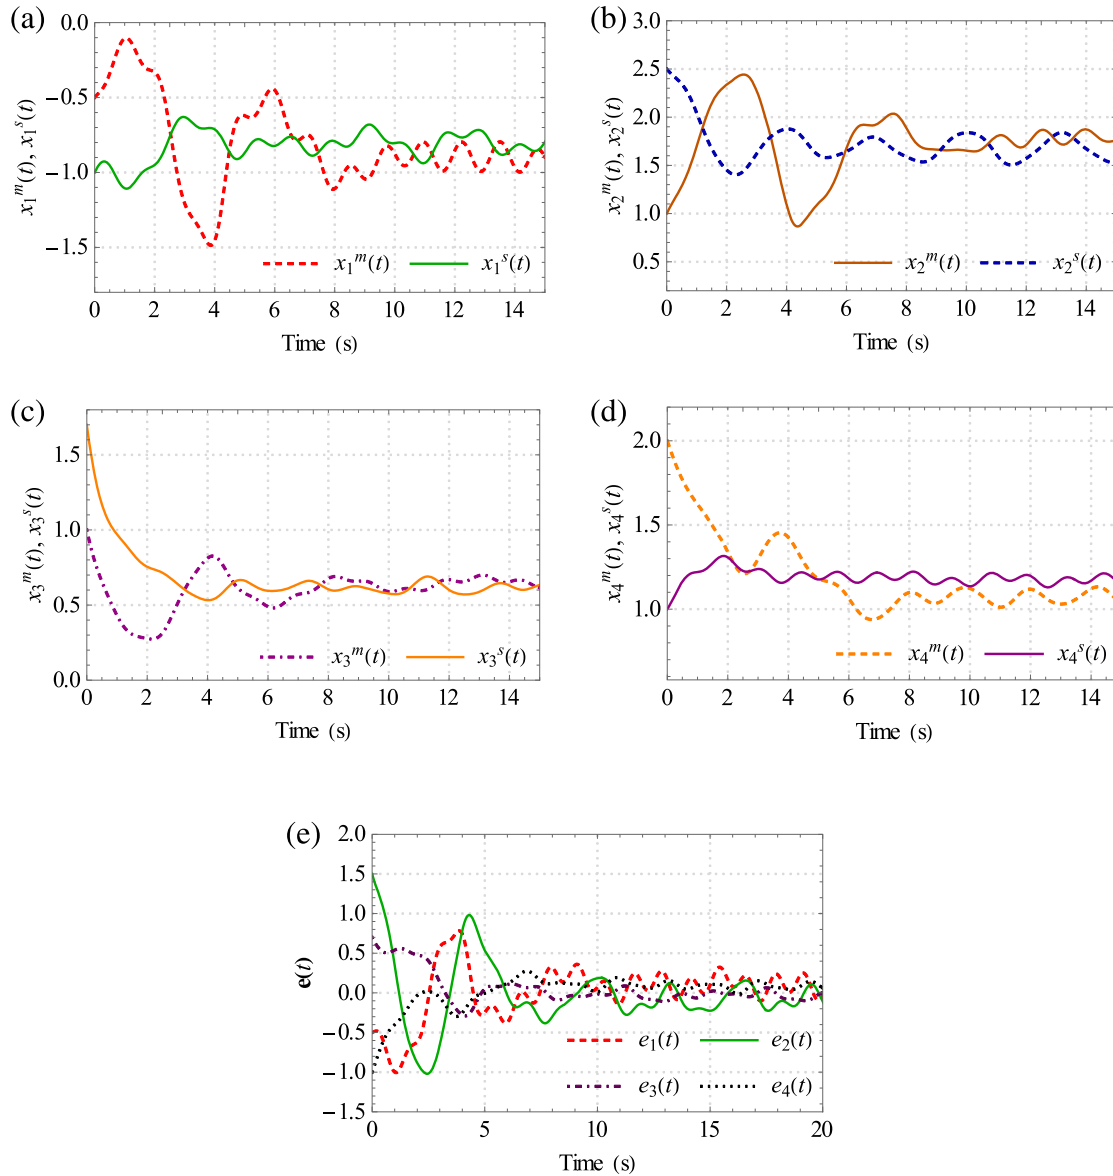 (a)
x₁ᵐ(t), x₁ˢ(t)
0.0
−0.5
−1.0
−1.5
x₁ᵐ(t) x₁ˢ(t)
0 2 4 6 8 10 12 14
Time (s)
(b)
x₂ᵐ(t), x₂ˢ(t)
3.0
2.5
2.0
1.5
1.0
0.5
x₂ᵐ(t) x₂ˢ(t)
0 2 4 6 8 10 12 14
Time (s)
(c)
x₃ᵐ(t), x₃ˢ(t)
1.5
1.0
0.5
0.0
x₃ᵐ(t) x₃ˢ(t)
0 2 4 6 8 10 12 14
Time (s)
(d)
x₄ᵐ(t), x₄ˢ(t)
2.0
1.5
1.0
x₄ᵐ(t) x₄ˢ(t)
0 2 4 6 8 10 12 14
Time (s)
(e)
e(t)
2.0
1.5
1.0
0.5
0.0
−0.5
−1.0
−1.5
e₁(t) e₂(t)
e₃(t) e₄(t)
0 5 10 15 20
Time (s)